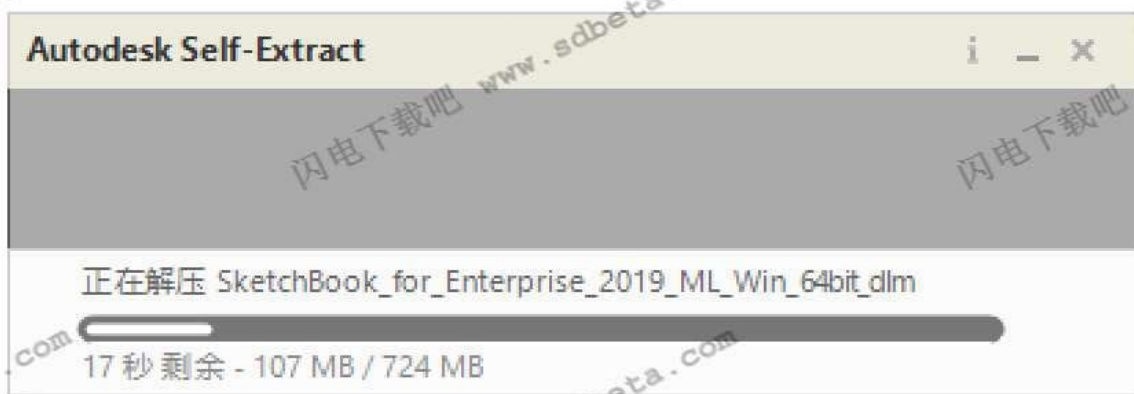 Autodesk Self-Extract
闪电下载吧 www.sdbeta
闪电下载吧
正在解压 SketchBook_for_Enterprise_2019_ML_Win_64bit_dlm
.com
17 秒 剩余 - 107 MB / 724 MB
eta.com